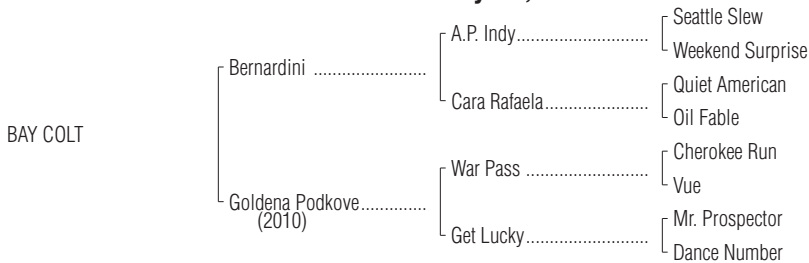 Seattle Slew
A.P. Indy
Weekend Surprise
Bernardini
Quiet American
Cara Rafaela
Oil Fable
BAY COLT
Cherokee Run
War Pass
Vue
Goldena Podkove
(2010)
Mr. Prospector
Get Lucky
Dance Number